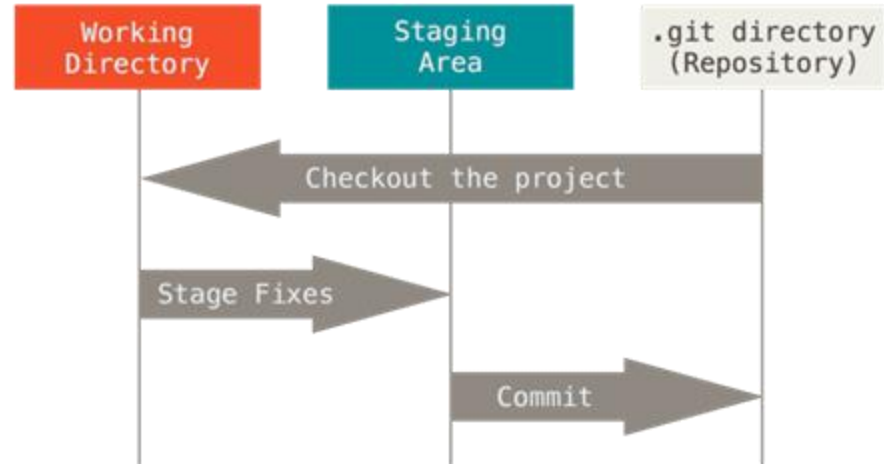 Working
Directory
Staging
Area
.git directory
(Repository)
Checkout the project
Stage Fixes
Commit